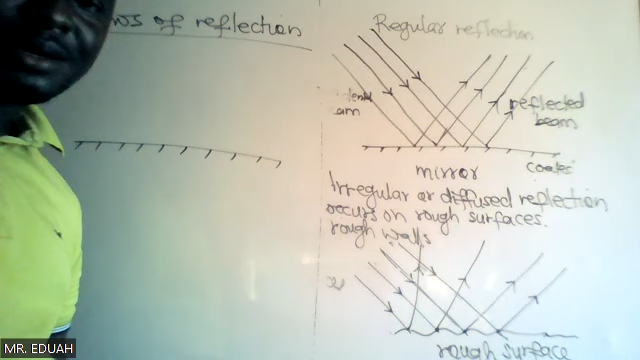 of reflection
Regular reflection
reflected
beam
mirror
Irregular or diffused reflection
occurs on rough surfaces.
rough walls
rough surface
MR. EDUAH